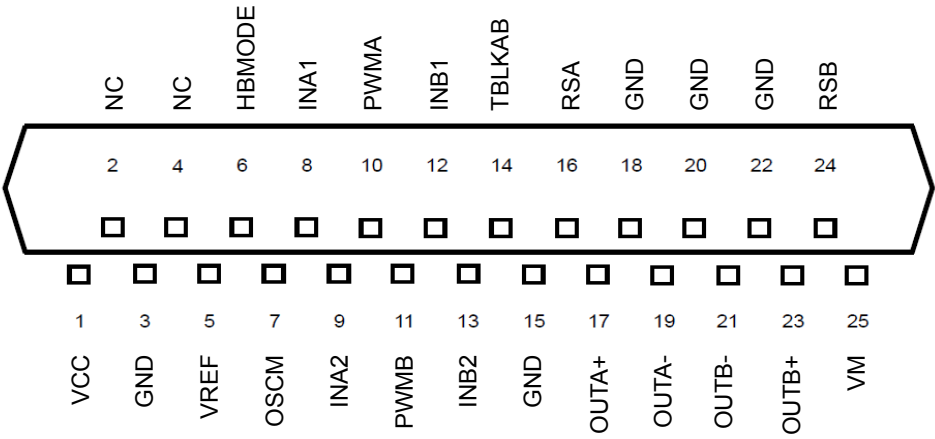 NC NC HBMODE INA1 PWMA INB1 TBLKAB RSA GND GND GND RSB
2 4 6 8 10 12 14 16 18 20 22 24
1 3 5 7 9 11 13 15 17 19 21 23 25
VCC GND VREF OSCM INA2 PWMB INB2 GND OUTA+ OUTA- OUTB- OUTB+ VM